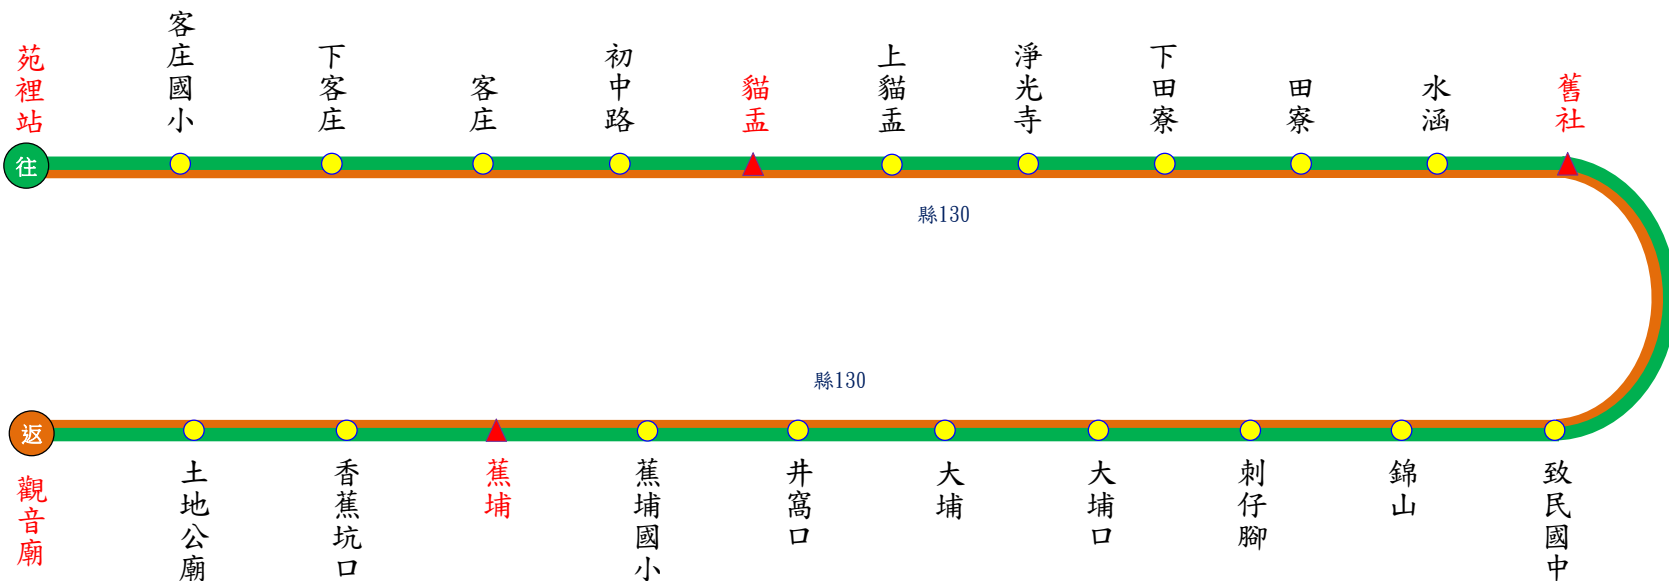 苑裡站
客庄國小
下客庄
客庄
初中路
貓盂
上貓盂
淨光寺
下田寮
田寮
水涵
舊社
往
縣130
縣130
返
觀音廟
土地公廟
香蕉坑口
蕉埔
蕉埔國小
井窩口
大埔
大埔口
刺仔腳
錦山
致民國中